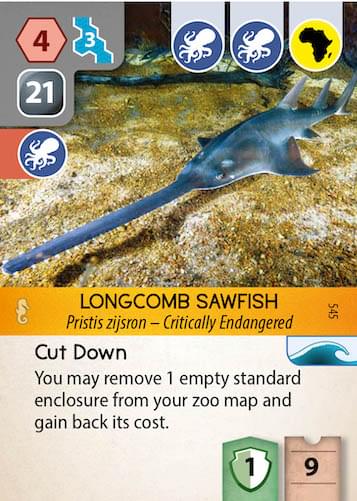 4
3
21
LONGCOMB SAWFISH
Pristis zijsron – Critically Endangered
545
Cut Down
You may remove 1 empty standard
enclosure from your zoo map and
gain back its cost.
1
9